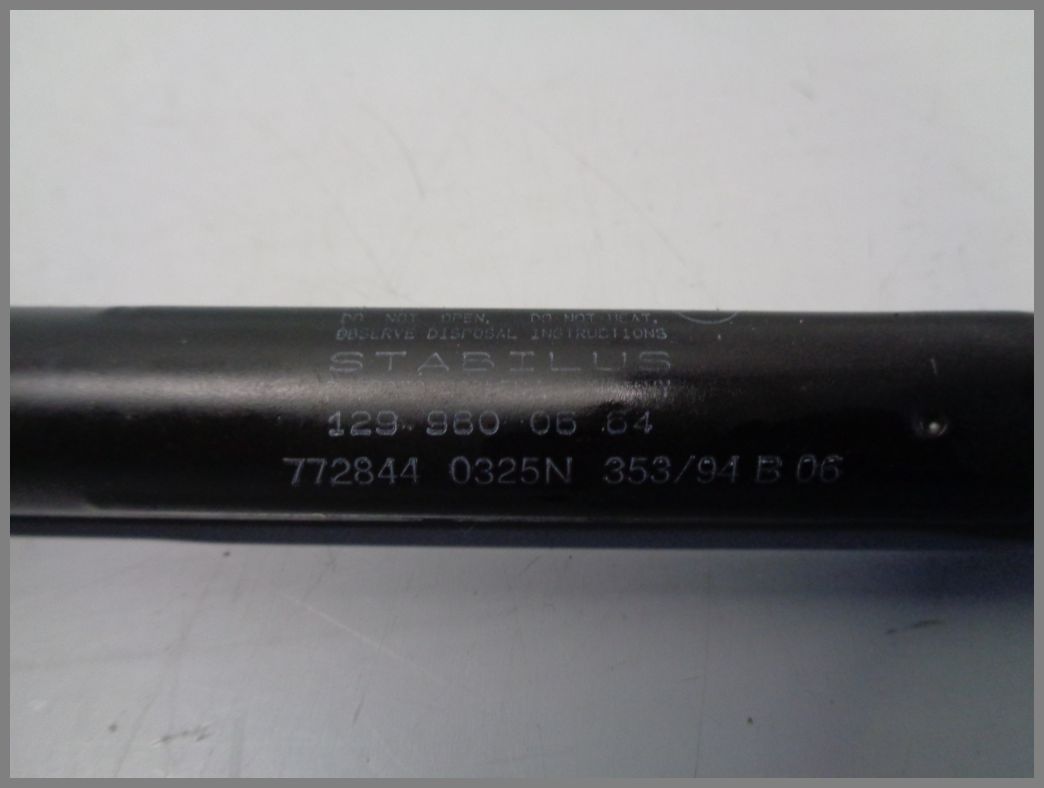 DO NOT OPEN. DO NOT HEAT.
OBSERVE DISPOSAL INSTRUCTIONS
STABILUS
129 980 06 64
772844 0325N 353/94 B 06